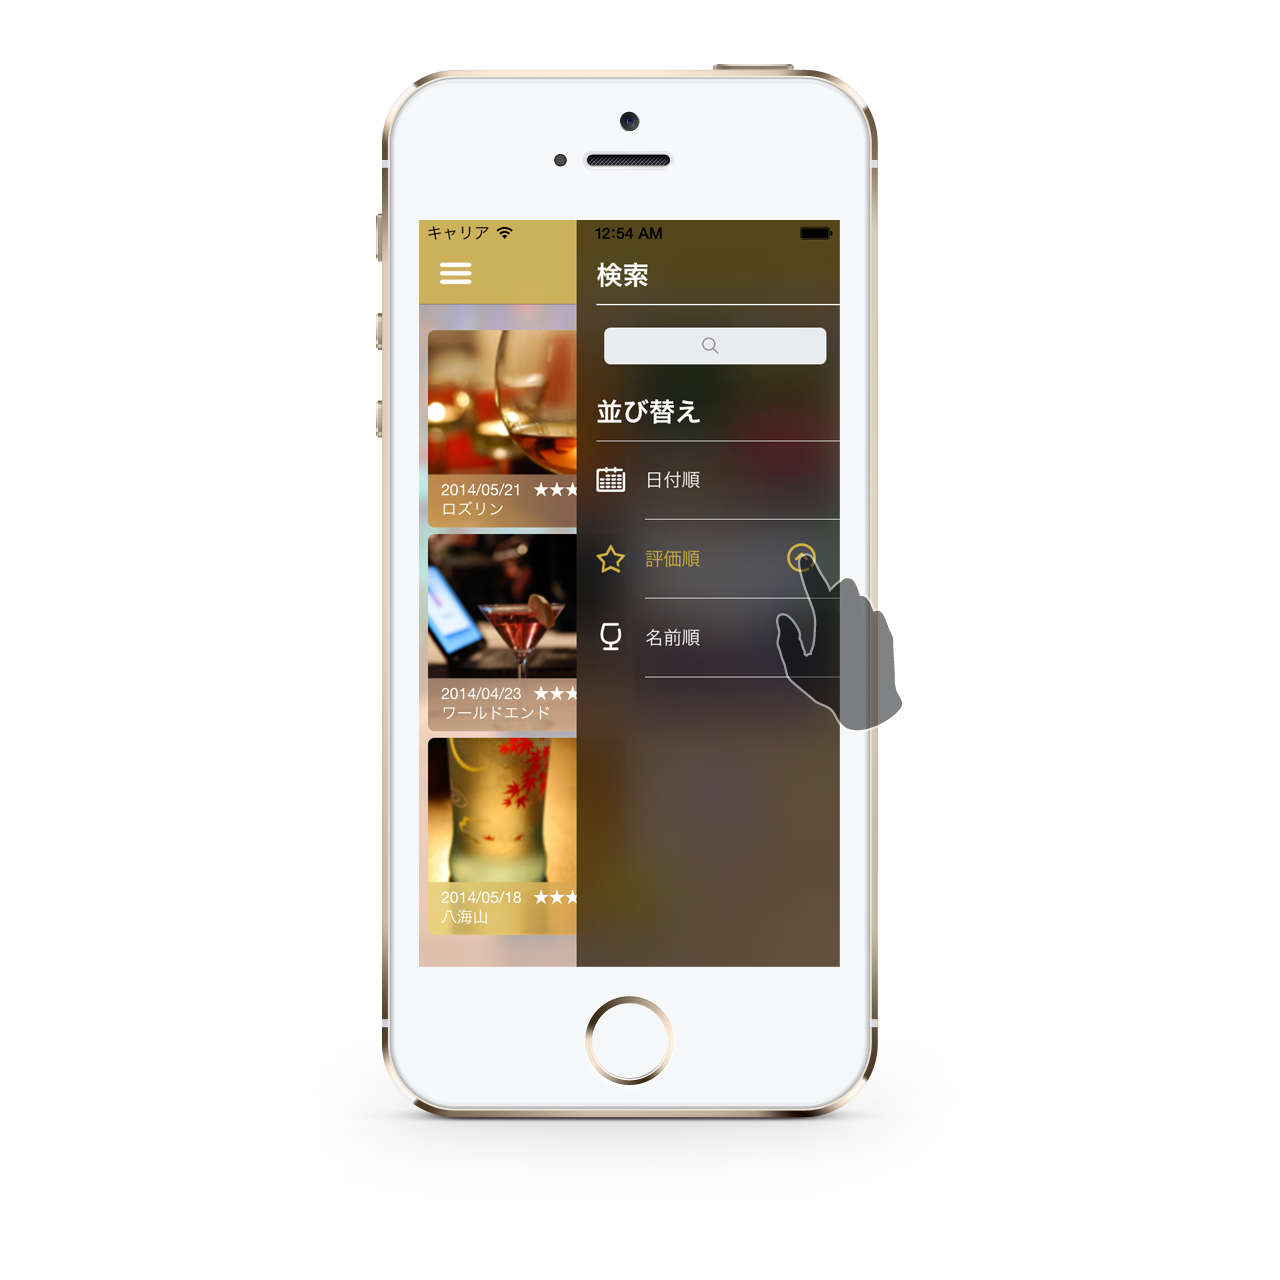 キャリア 12:54 AM
検索
並び替え
日付順
評価順
名前順
2014/05/21 ★★★
ロズリン
2014/04/23 ★★★
ワールドエンド
2014/05/18 ★★★
八海山